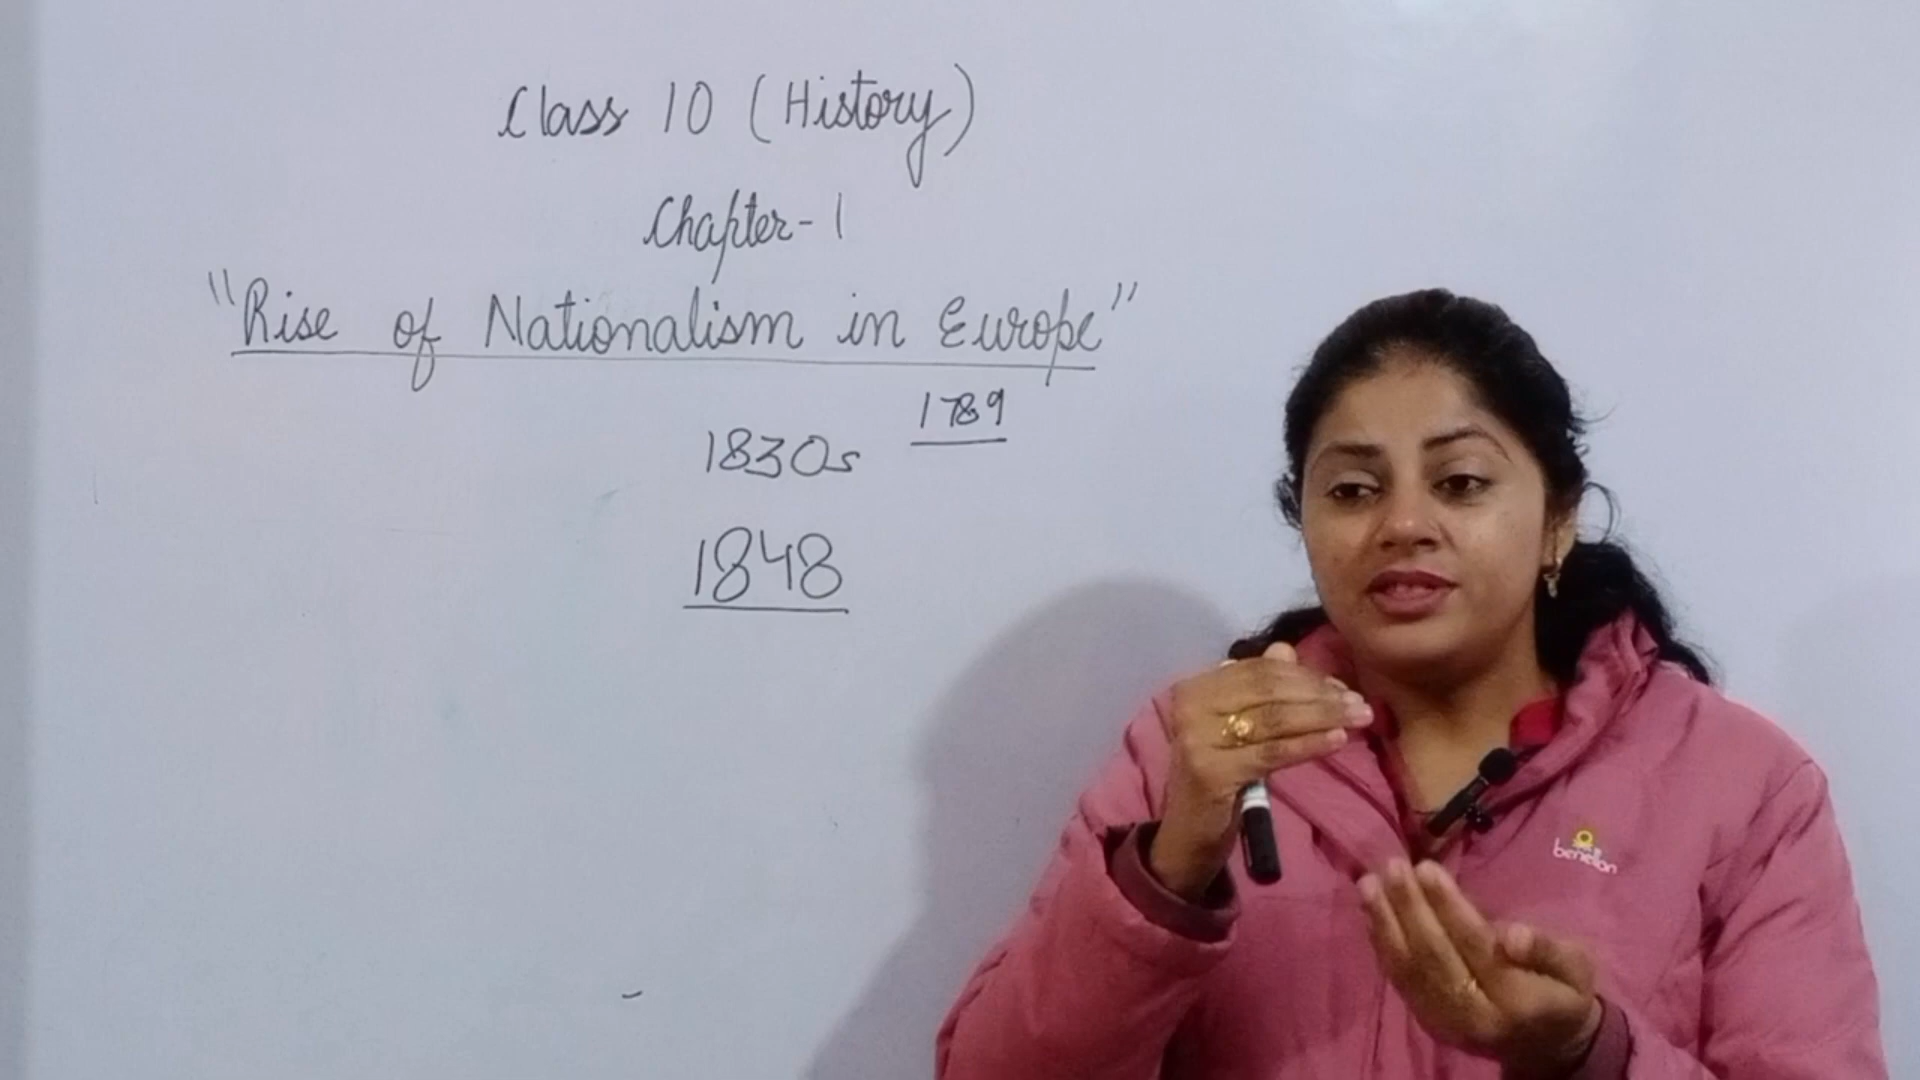 Class 10 (History)
Chapter-1
"Rise of Nationalism in Europe"
1789
1830s
1848
benetton